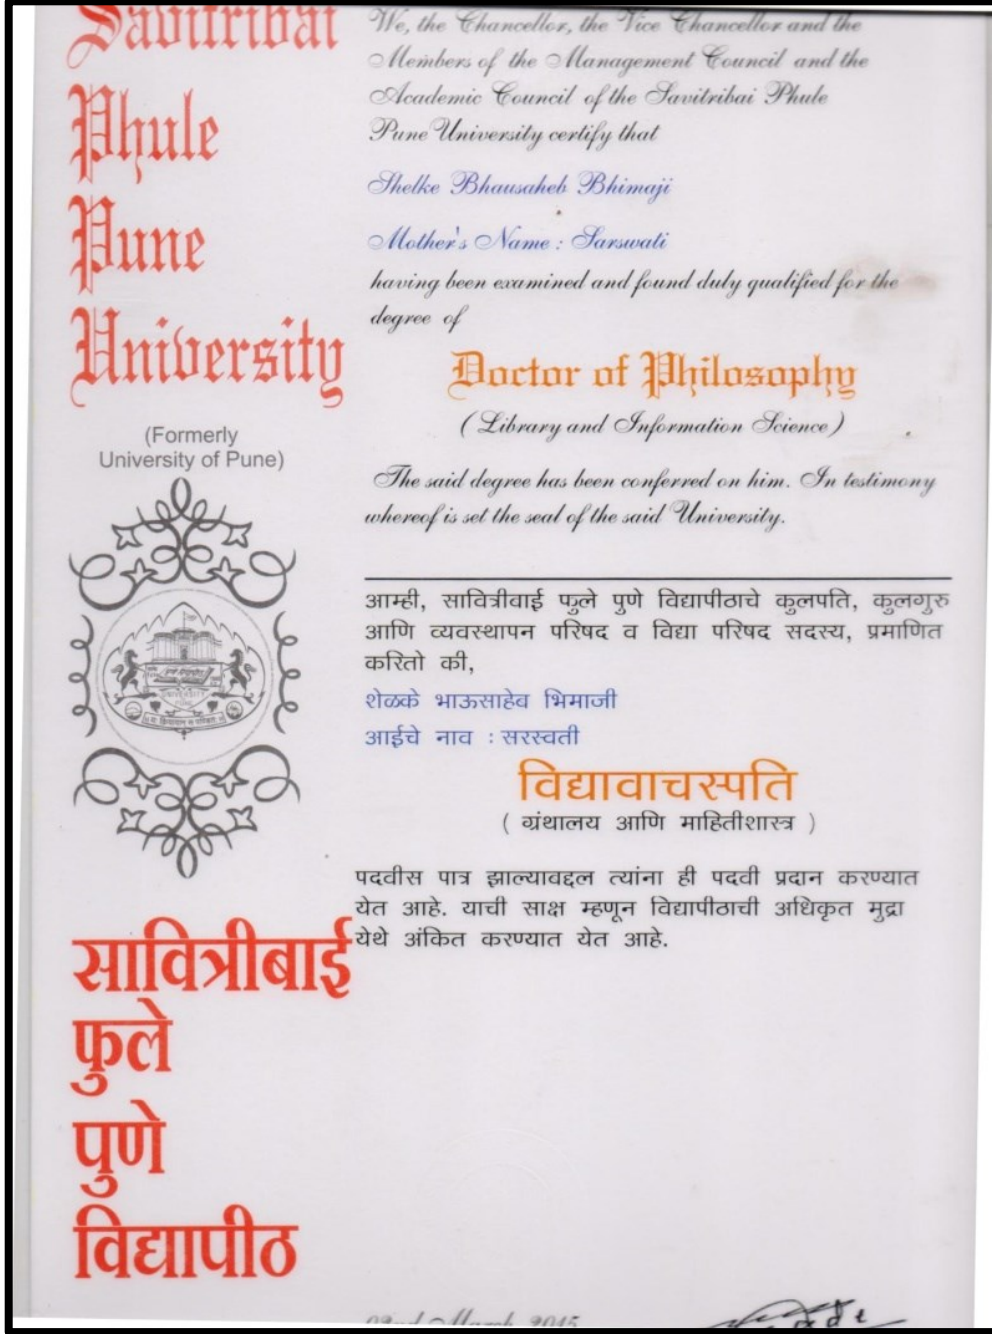 Savitribai
Phule
Pune
University
(Formerly
University of Pune)
We, the Chancellor, the Vice Chancellor and the
Members of the Management Council and the
Academic Council of the Savitribai Phule
Pune University certify that
Shelke Bhausaheb Bhimaji
Mother's Name : Sarswati
having been examined and found duly qualified for the
degree of
Doctor of Philosophy
( Library and Information Science )
The said degree has been conferred on him. In testimony
whereof is set the seal of the said University.
आम्ही, सावित्रीबाई फुले पुणे विद्यापीठाचे कुलपति, कुलगुरु
आणि व्यवस्थापन परिषद व विद्या परिषद सदस्य, प्रमाणित
करितो की,
शेळके भाऊसाहेब भिमाजी
आईचे नाव : सरस्वती
विद्यावाचस्पति
( ग्रंथालय आणि माहितीशास्त्र )
पदवीस पात्र झाल्याबद्दल त्यांना ही पदवी प्रदान करण्यात
येत आहे. याची साक्ष म्हणून विद्यापीठाची अधिकृत मुद्रा
येथे अंकित करण्यात येत आहे.
सावित्रीबाई
फुले
पुणे
विद्यापीठ
02nd March 2015